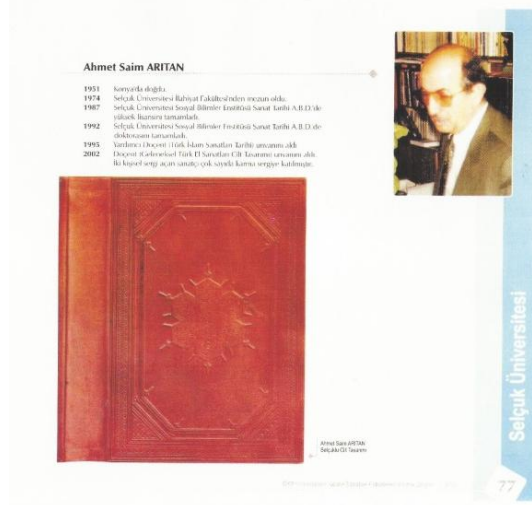 Ahmet Saim ARITAN
1951 Konya'da doğdu.
1974 Selçuk Üniversitesi İlahiyat Fakültesi'nden mezun oldu.
1987 Selçuk Üniversitesi Sosyal Bilimler Enstitüsü Sanat Tarihi A.B.D.'de
yüksek lisansını tamamladı.
1992 Selçuk Üniversitesi Sosyal Bilimler Enstitüsü Sanat Tarihi A.B.D. de
doktorasını tamamladı.
1995 Yardımcı Doçent (Türk İslam Sanatları Tarihi) unvanını aldı
2002 Doçent (Geleneksel Türk El Sanatları Cilt Tasarımı) unvanını aldı.
İki kişisel sergi açan sanatçı çok sayıda karma sergiye katılmıştır.
Ahmet Saim ARITAN
Selçuklu Cilt Tasarımı
Selçuk Üniversitesi
77